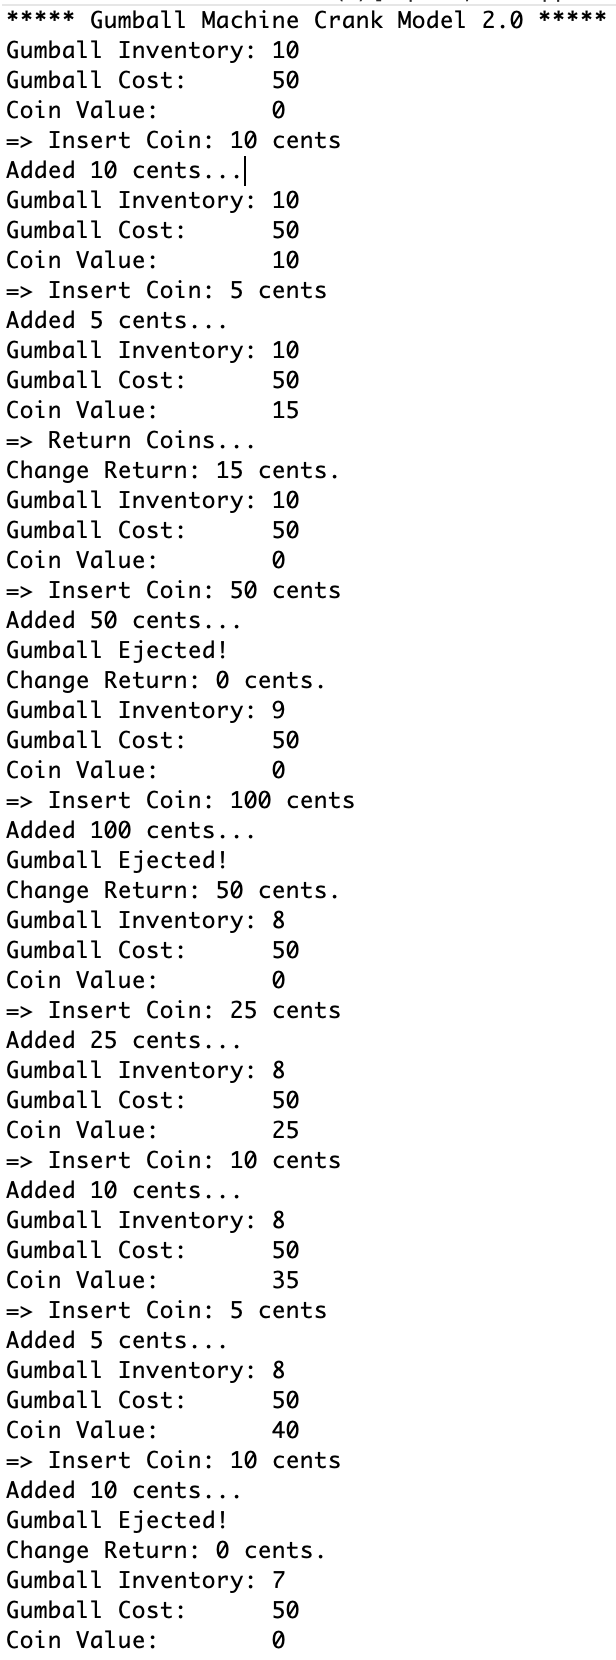 ***** Gumball Machine Crank Model 2.0 *****
Gumball Inventory: 10
Gumball Cost:      50
Coin Value:        0
=> Insert Coin: 10 cents
Added 10 cents...
Gumball Inventory: 10
Gumball Cost:      50
Coin Value:        10
=> Insert Coin: 5 cents
Added 5 cents...
Gumball Inventory: 10
Gumball Cost:      50
Coin Value:        15
=> Return Coins...
Change Return: 15 cents.
Gumball Inventory: 10
Gumball Cost:      50
Coin Value:        0
=> Insert Coin: 50 cents
Added 50 cents...
Gumball Ejected!
Change Return: 0 cents.
Gumball Inventory: 9
Gumball Cost:      50
Coin Value:        0
=> Insert Coin: 100 cents
Added 100 cents...
Gumball Ejected!
Change Return: 50 cents.
Gumball Inventory: 8
Gumball Cost:      50
Coin Value:        0
=> Insert Coin: 25 cents
Added 25 cents...
Gumball Inventory: 8
Gumball Cost:      50
Coin Value:        25
=> Insert Coin: 10 cents
Added 10 cents...
Gumball Inventory: 8
Gumball Cost:      50
Coin Value:        35
=> Insert Coin: 5 cents
Added 5 cents...
Gumball Inventory: 8
Gumball Cost:      50
Coin Value:        40
=> Insert Coin: 10 cents
Added 10 cents...
Gumball Ejected!
Change Return: 0 cents.
Gumball Inventory: 7
Gumball Cost:      50
Coin Value:        0